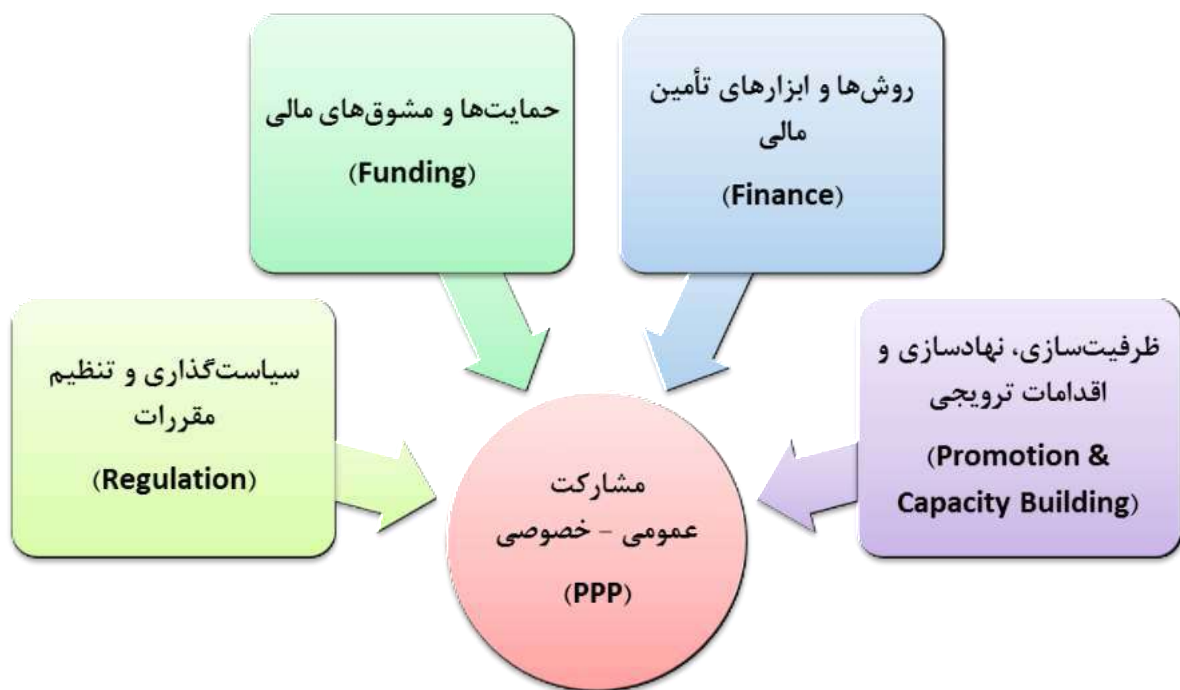 روش‌ها و ابزارهای تأمین
مالی
(Finance)
حمایت‌ها و مشوق‌های مالی
(Funding)
ظرفیت‌سازی، نهادسازی و
اقدامات ترویجی
(Promotion &
Capacity Building)
سیاست‌گذاری و تنظیم
مقررات
(Regulation)
مشارکت
عمومی – خصوصی
(PPP)